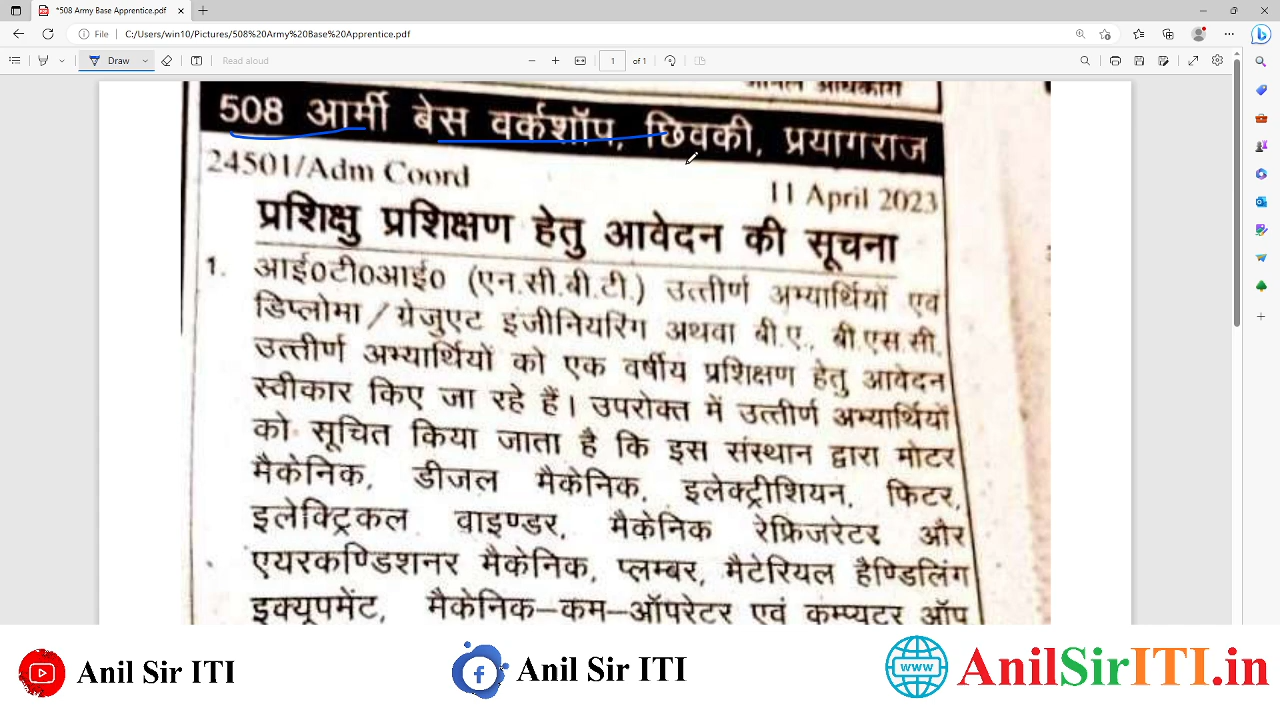 *508 Army Base Apprentice.pdf
File C:/Users/win10/Pictures/508%20Army%20Base%20Apprentice.pdf
Draw Read aloud 1 of 1
508 आर्मी बेस वर्कशॉप, छिवकी, प्रयागराज
24501/Adm Coord
11 April 2023
प्रशिक्षु प्रशिक्षण हेतु आवेदन की सूचना
1. आई०टी०आई० (एन.सी.बी.टी.) उत्तीर्ण अभ्यार्थियों एवं
डिप्लोमा / ग्रेजुएट इंजीनियरिंग अथवा बी.ए., बी.एस.सी.
उत्तीर्ण अभ्यार्थियों को एक वर्षीय प्रशिक्षण हेतु आवेदन
स्वीकार किए जा रहे हैं। उपरोक्त में उत्तीर्ण अभ्यार्थियों
को सूचित किया जाता है कि इस संस्थान द्वारा मोटर
मैकेनिक, डीजल मैकेनिक, इलेक्ट्रीशियन, फिटर,
इलेक्ट्रिकल वाइण्डर, मैकेनिक रेफ्रिजरेटर और
एयरकण्डिशनर मैकेनिक, प्लम्बर, मैटेरियल हैण्डिलिंग
इक्यूपमेंट, मैकेनिक-कम-ऑपरेटर एवं कम्प्यूटर ऑप
Anil Sir ITI
Anil Sir ITI
www
AnilSirITI.in